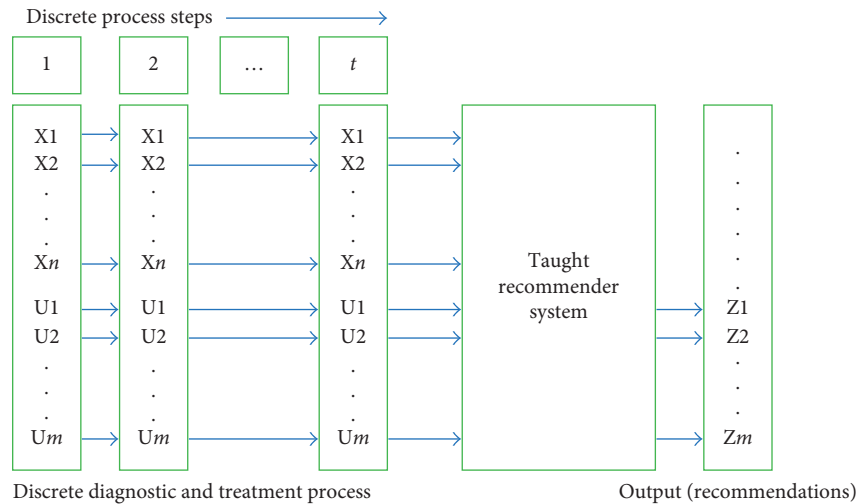 Discrete process steps
1 2 … t
X1 X1 X1
X2 X2 X2
. . . .
. . . .
. . . .
Xn Xn Xn
Taught
recommender
system
U1 U1 U1 Z1
U2 U2 U2 Z2
. . . .
. . . .
. . . .
Um Um Um Zm
Discrete diagnostic and treatment process
Output (recommendations)